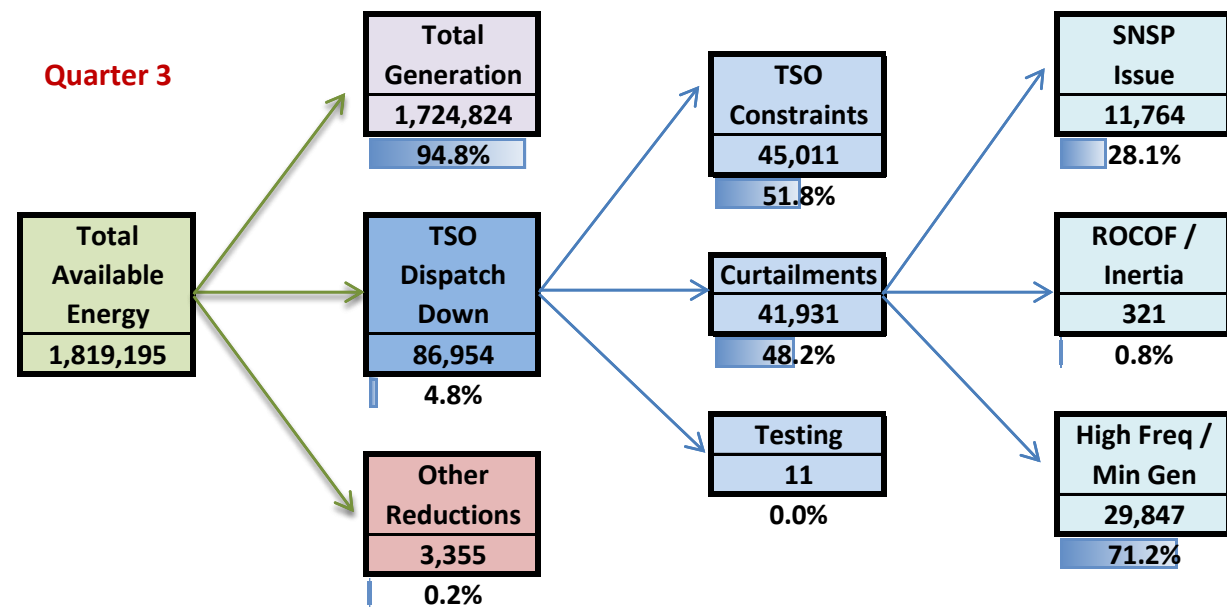 Quarter 3
Total
Available
Energy
1,819,195
Total
Generation
1,724,824
94.8%
TSO
Dispatch
Down
86,954
4.8%
Other
Reductions
3,355
0.2%
TSO
Constraints
45,011
51.8%
Curtailments
41,931
48.2%
Testing
11
0.0%
SNSP
Issue
11,764
28.1%
ROCOF /
Inertia
321
0.8%
High Freq /
Min Gen
29,847
71.2%